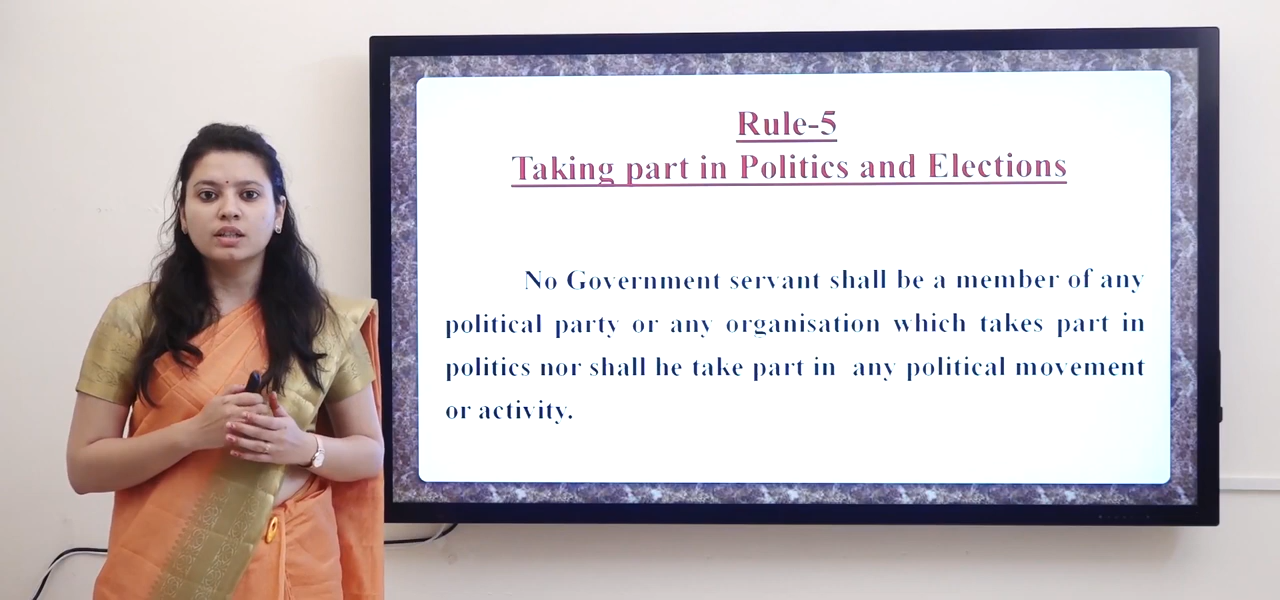 Rule-5
Taking part in Politics and Elections
No Government servant shall be a member of any
political party or any organisation which takes part in
politics nor shall he take part in any political movement
or activity.